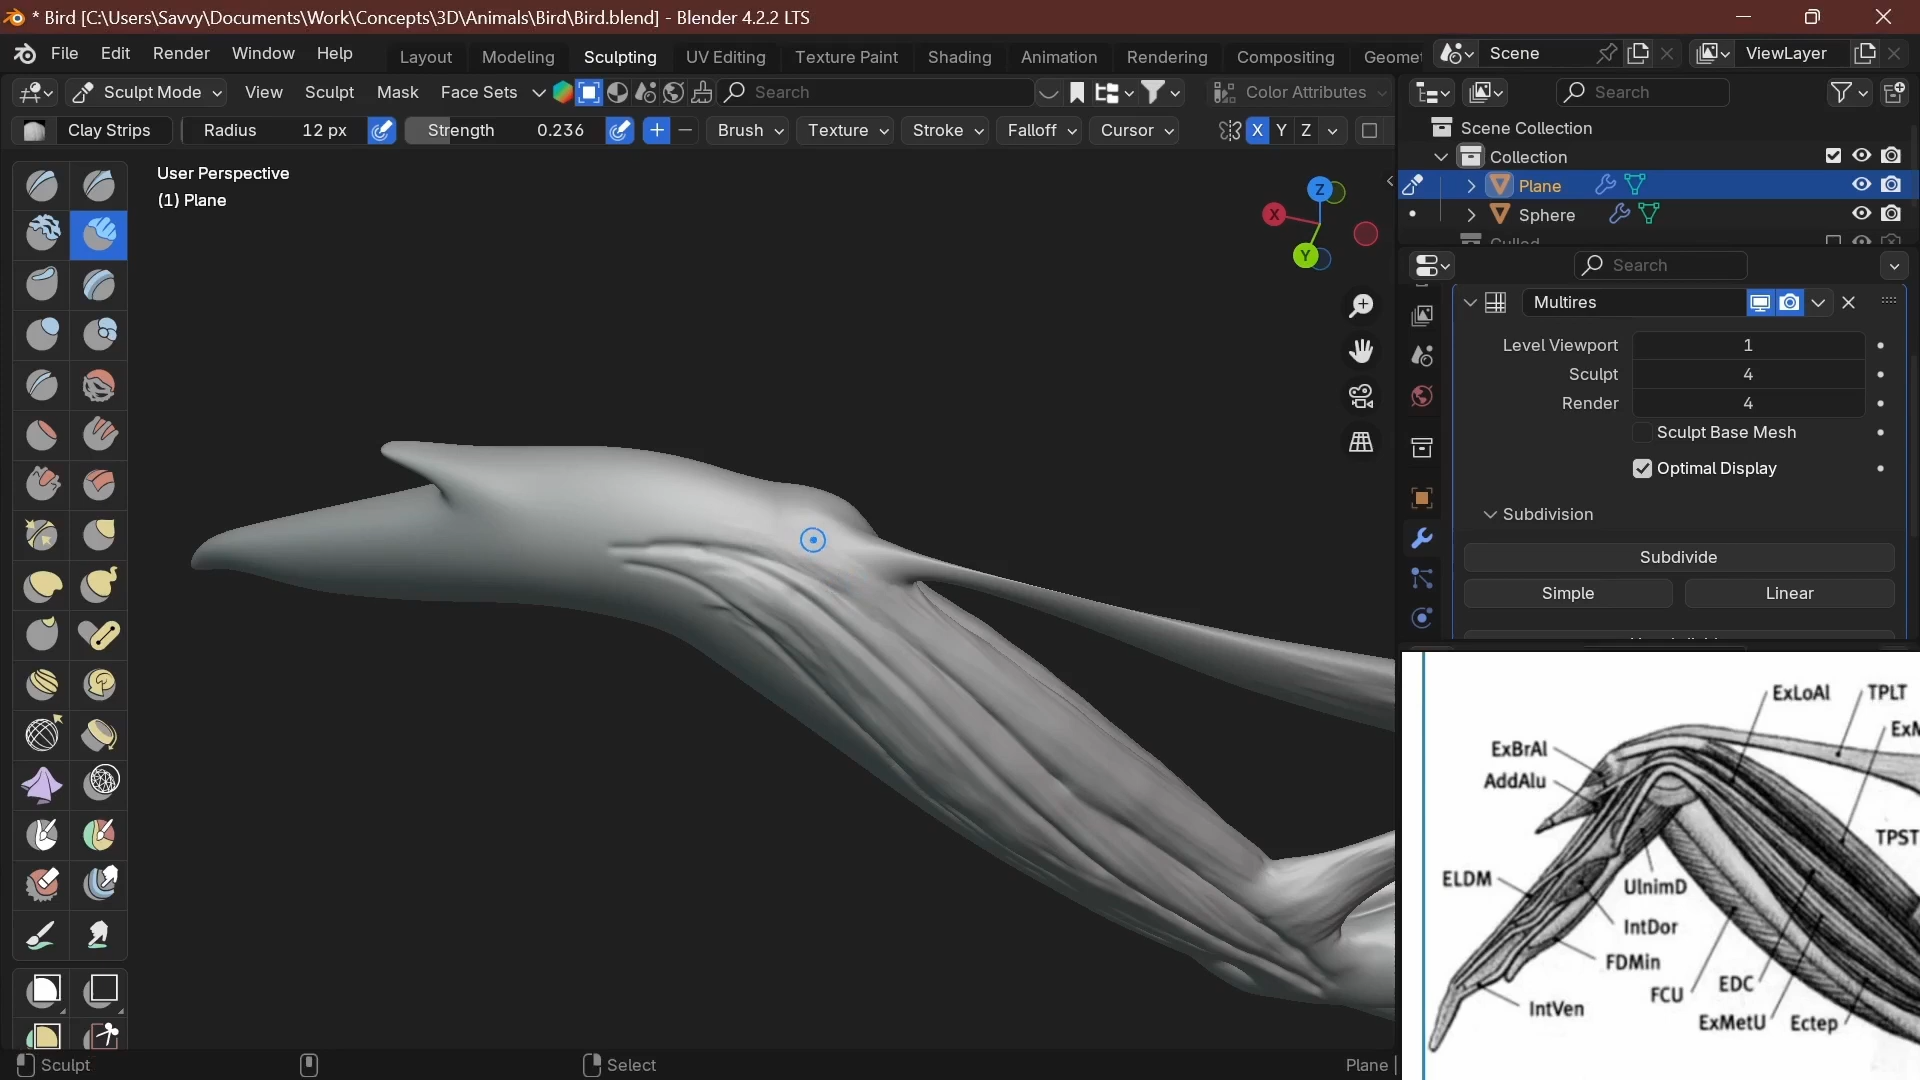 * Bird [C:\Users\Savvy\Documents\Work\Concepts\3D\Animals\Bird\Bird.blend] - Blender 4.2.2 LTS
File Edit Render Window Help Layout Modeling Sculpting UV Editing Texture Paint Shading Animation Rendering Compositing Geomet Scene ViewLayer
Sculpt Mode View Sculpt Mask Face Sets Search Color Attributes Search
Clay Strips Radius 12 px Strength 0.236 Brush Texture Stroke Falloff Cursor X Y Z
User Perspective
(1) Plane
Z
X
Y
Scene Collection
Collection
Plane
Sphere
Search
Multires
Level Viewport 1
Sculpt 4
Render 4
Sculpt Base Mesh
Optimal Display
Subdivision
Subdivide
Simple Linear
ExLoAl TPLT
ExM
ExBrAl
AddAlu
TPST
ELDM
UlnimD
IntDor
FDMin
EDC
FCU
IntVen
ExMetU Ectep
Sculpt Select Plane